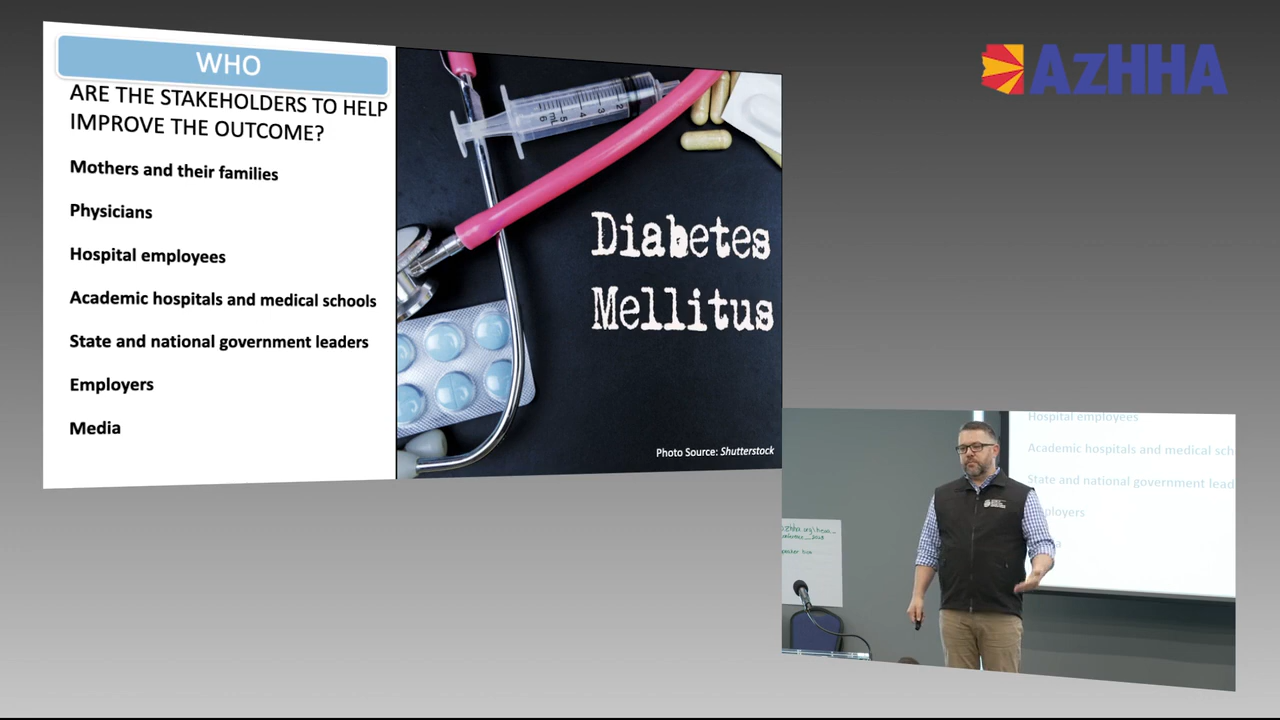 WHO
ARE THE STAKEHOLDERS TO HELP
IMPROVE THE OUTCOME?
Mothers and their families
Physicians
Hospital employees
Academic hospitals and medical schools
State and national government leaders
Employers
Media
Diabetes
Mellitus
Photo Source: Shutterstock
AzHHA
Hospital employees
Academic hospitals and medical sch
State and national government lead
ployers